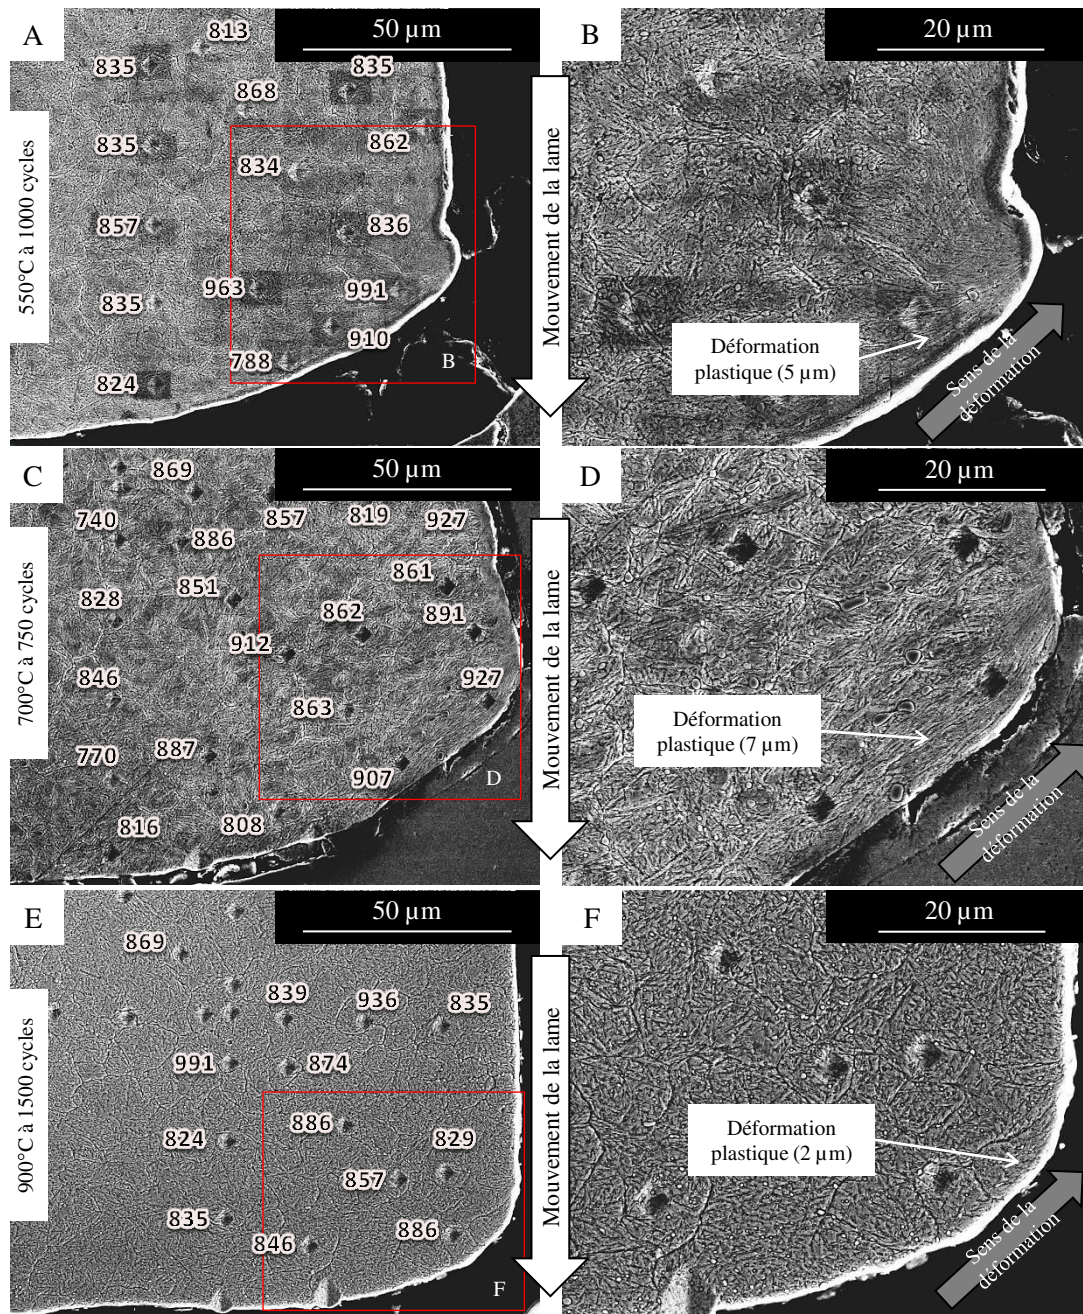 A
50 µm
813
835
835
868
835
862
834
857
836
963
991
835
910
788
824
B
550°C à 1000 cycles
Mouvement de la lame
B
20 µm
Déformation
plastique (5 µm)
Sens de la
déformation
C
50 µm
869
740
857
819
927
886
861
851
828
862
891
912
846
927
863
770
887
907
816
808
D
700°C à 750 cycles
Mouvement de la lame
D
20 µm
Déformation
plastique (7 µm)
Sens de la
déformation
E
50 µm
869
839
936
835
991
874
886
824
829
857
835
846
886
F
900°C à 1500 cycles
Mouvement de la lame
F
20 µm
Déformation
plastique (2 µm)
Sens de la
déformation